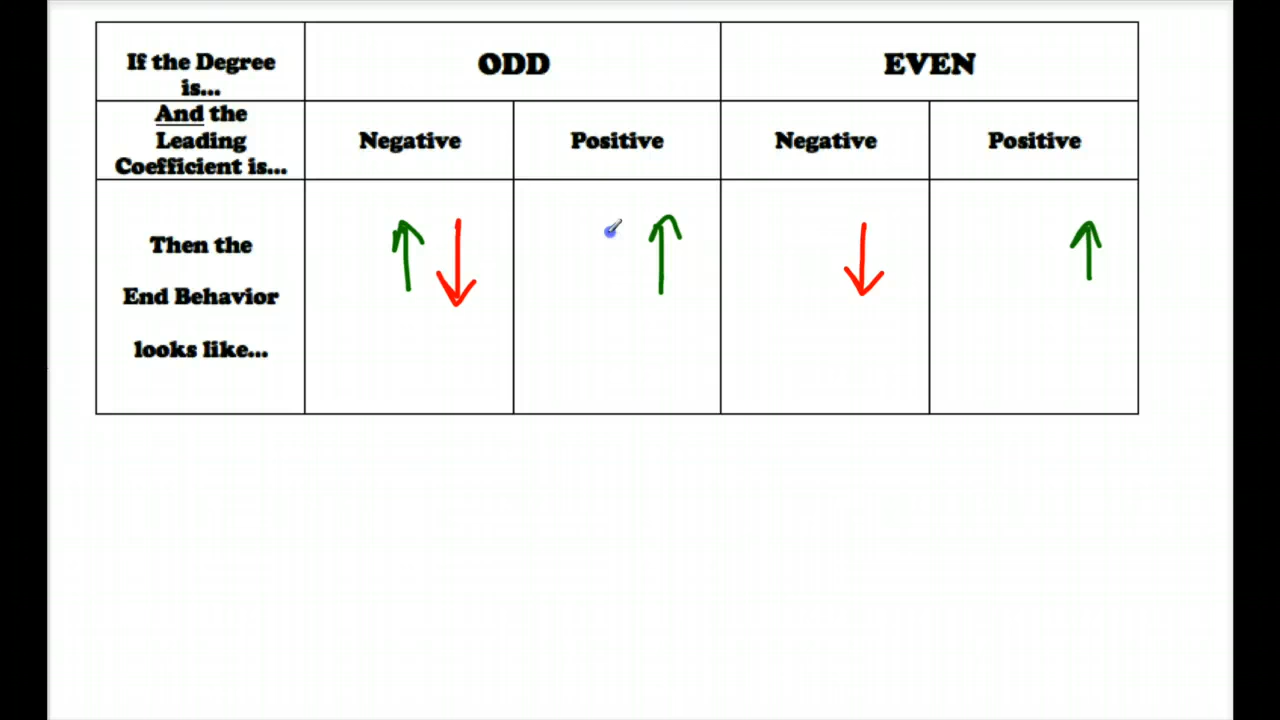 If the Degree
is...
ODD
EVEN
And the
Leading
Coefficient is...
Negative
Positive
Negative
Positive
Then the
End Behavior
looks like...